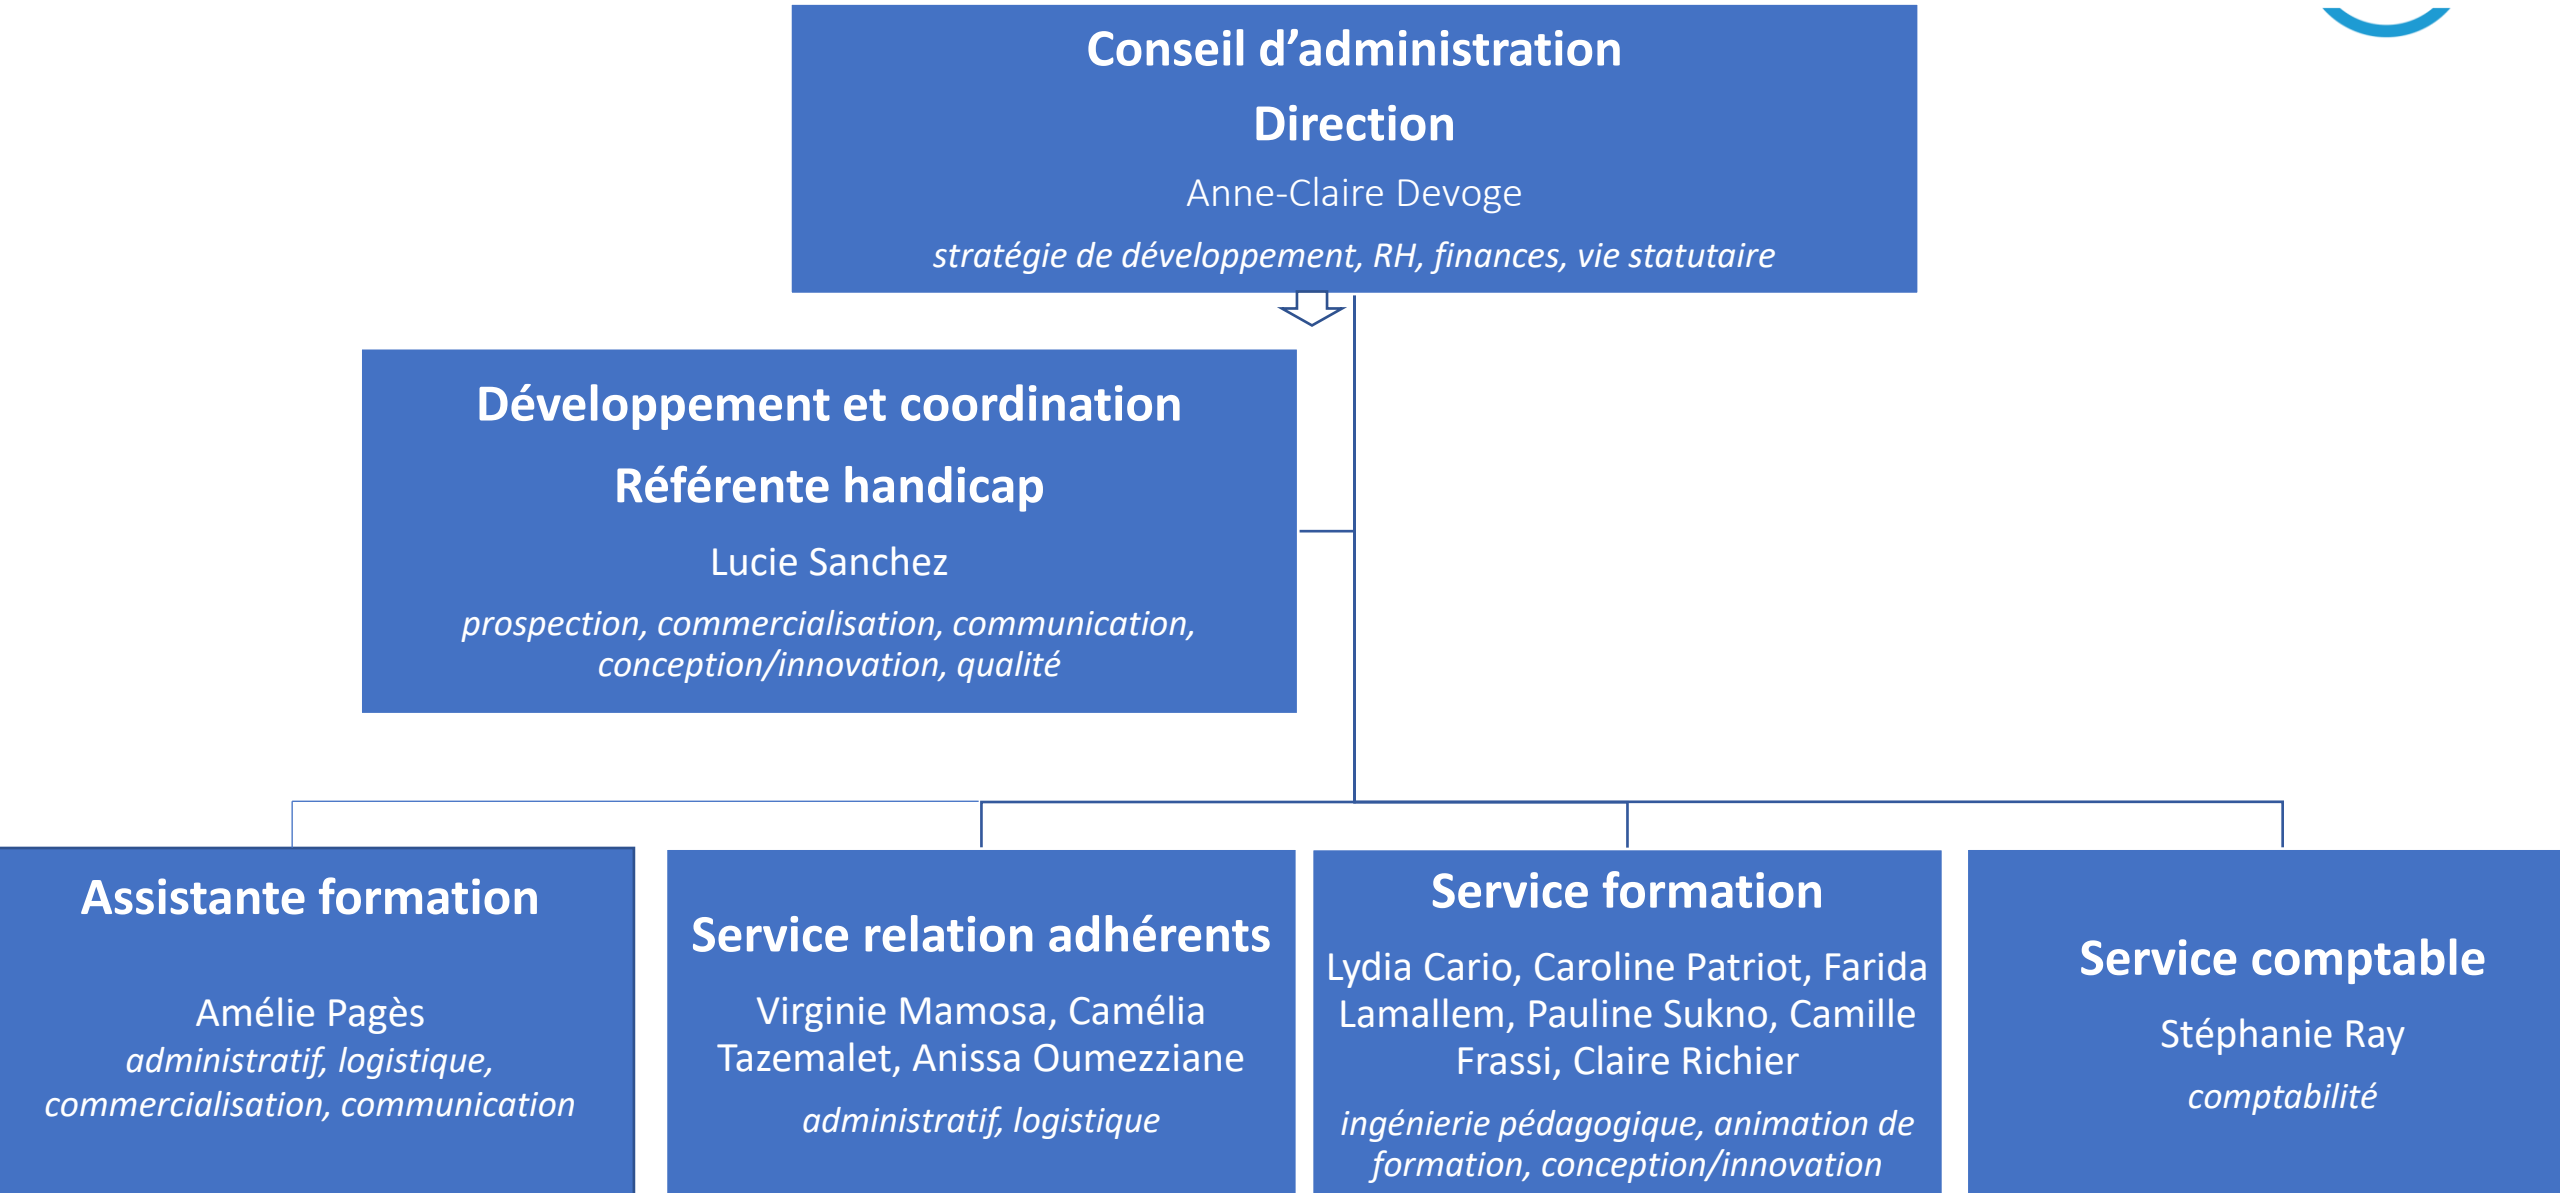 Conseil d’administration
Direction
Anne-Claire Devoge
stratégie de développement, RH, finances, vie statutaire
Développement et coordination
Référente handicap
Lucie Sanchez
prospection, commercialisation, communication,
conception/innovation, qualité
Assistante formation
Amélie Pagès
administratif, logistique,
commercialisation, communication
Service relation adhérents
Virginie Mamosa, Camélia
Tazemalet, Anissa Oumezziane
administratif, logistique
Service formation
Lydia Cario, Caroline Patriot, Farida
Lamallem, Pauline Sukno, Camille
Frassi, Claire Richier
ingénierie pédagogique, animation de
formation, conception/innovation
Service comptable
Stéphanie Ray
comptabilité